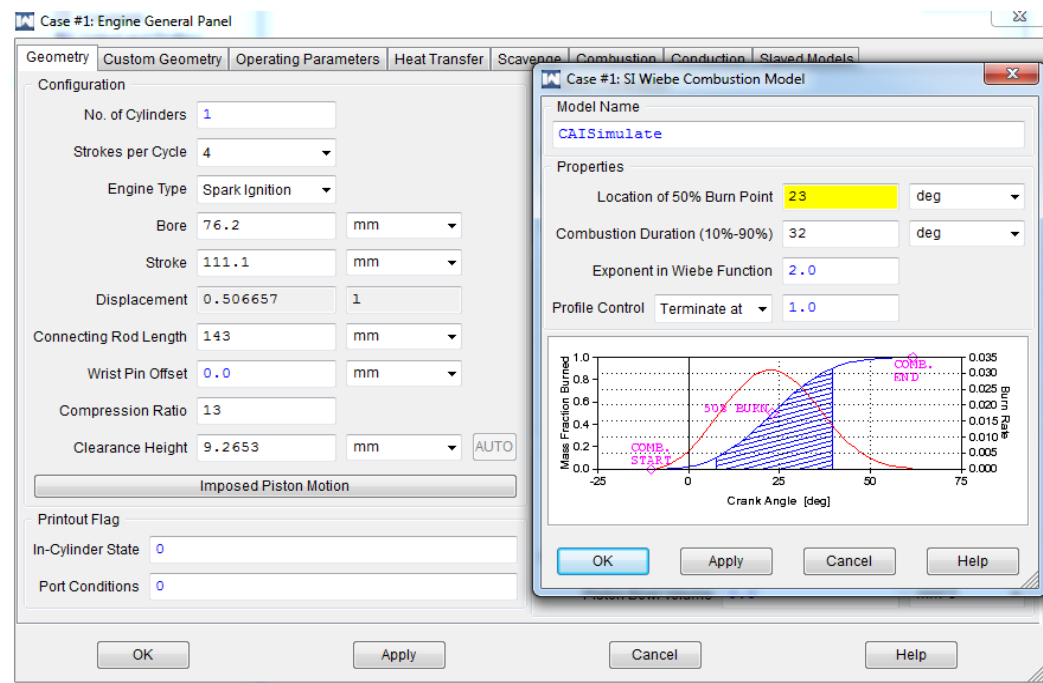 Case #1: Engine General Panel
Geometry Custom Geometry Operating Parameters Heat Transfer Scavenge Combustion Conduction Slaved Models
Configuration
No. of Cylinders 1
Strokes per Cycle 4
Engine Type Spark Ignition
Bore 76.2 mm
Stroke 111.1 mm
Displacement 0.506657 l
Connecting Rod Length 143 mm
Wrist Pin Offset 0.0 mm
Compression Ratio 13
Clearance Height 9.2653 mm AUTO
Imposed Piston Motion
Printout Flag
In-Cylinder State 0
Port Conditions 0
OK Apply Cancel Help
Case #1: SI Wiebe Combustion Model
Model Name
CAISimulate
Properties
Location of 50% Burn Point 23 deg
Combustion Duration (10%-90%) 32 deg
Exponent in Wiebe Function 2.0
Profile Control Terminate at 1.0
Mass Fraction Burned
1.0
0.8
0.6
0.4
0.2
0.0
COMB. START
50% BURN
COMB. END
0.035
0.030
0.025
0.020
0.015
0.010
0.005
0.000
Burn Rate
-25 0 25 50 75
Crank Angle [deg]
OK Apply Cancel Help